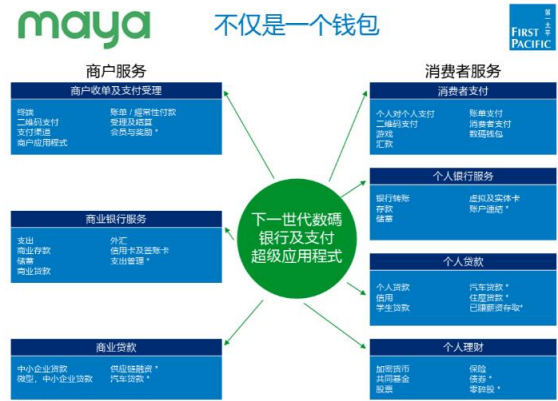 maya
不仅是一个钱包
第一太平
FIRST
PACIFIC
商户服务
商户收单及支付受理
终端
二维码支付
支付渠道
商户应用程式
账单 / 经常性付款
受理及结算
会员与奖励 *
商业银行服务
支出
商业存款
储蓄
商业贷款
外汇
信用卡及签账卡
支出管理 *
商业贷款
中小企业贷款
微型，中小企业贷款
供应链融资 *
汽车贷款 *
下一世代数碼
银行及支付
超级应用程式
消费者服务
消费者支付
个人对个人支付
二维码支付
游戏
汇款
账单支付
消费者支付
数碼钱包
个人银行服务
银行转账
存款
储蓄
虚拟及实体卡
账户连结 *
个人贷款
个人贷款
信用
学生贷款
汽车贷款 *
住屋贷款 *
已赚薪资存取*
个人理财
加密货币
共同基金
股票
保险
债券 *
零碎股 *